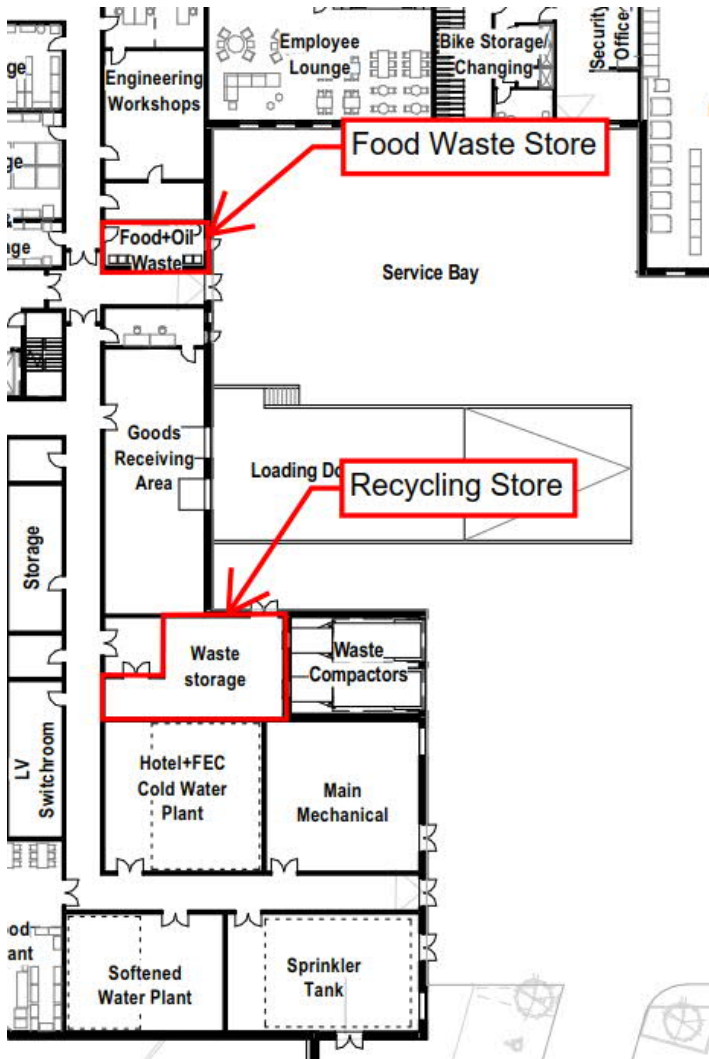 Employee
Lounge
Bike Storage/
Changing
Security
Office
ge
Engineering
Workshops
Food Waste Store
ge
&
age
Food+Oil
Waste
Service Bay
Goods
Receiving
Area
Loading Do
Recycling Store
Storage
Waste
storage
Waste
Compactors
LV
Switchroom
Hotel+FEC
Cold Water
Plant
Main
Mechanical
ood
ant
Softened
Water Plant
Sprinkler
Tank